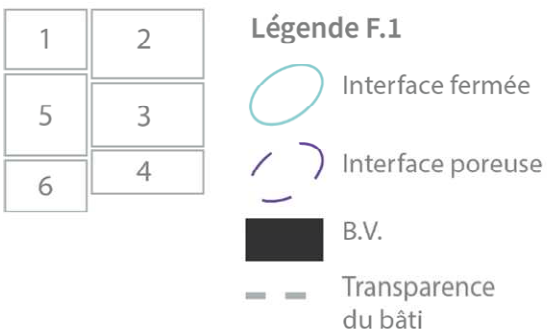 1
2
5
3
6
4
Légende F.1
Interface fermée
Interface poreuse
B.V.
Transparence
du bâti